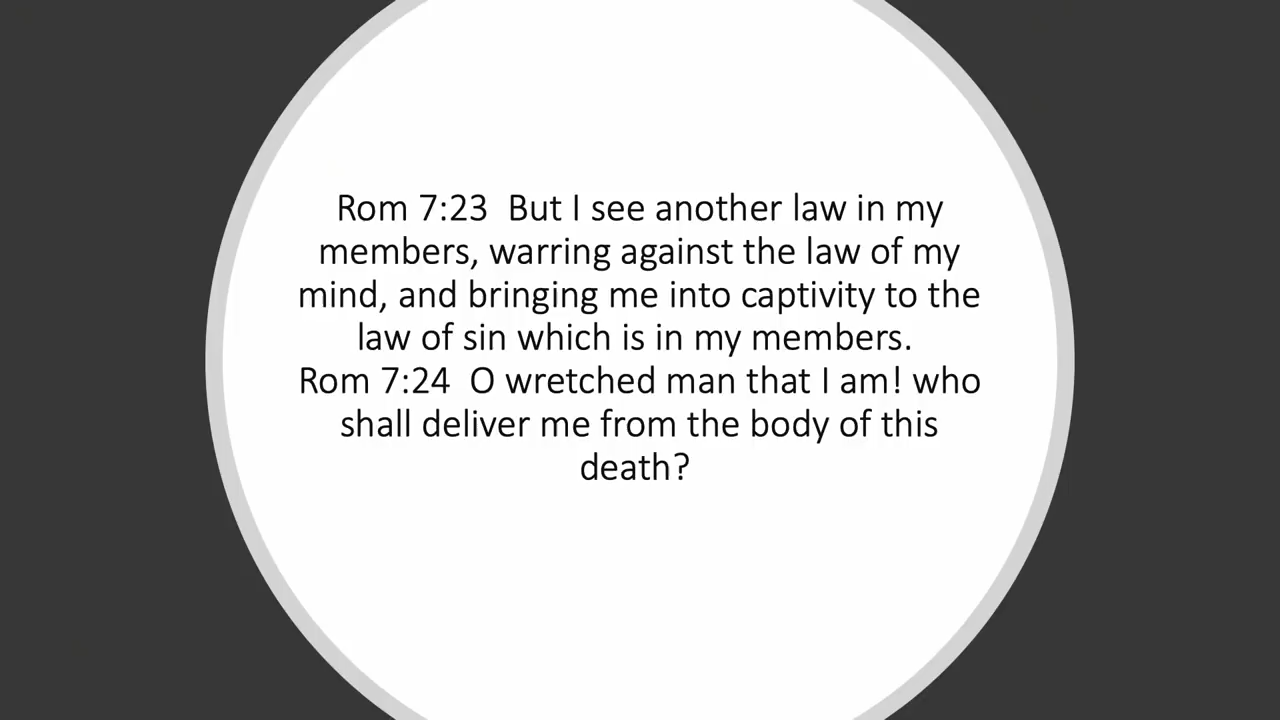 Rom 7:23  But I see another law in my
members, warring against the law of my
mind, and bringing me into captivity to the
law of sin which is in my members.
Rom 7:24  O wretched man that I am! who
shall deliver me from the body of this
death?